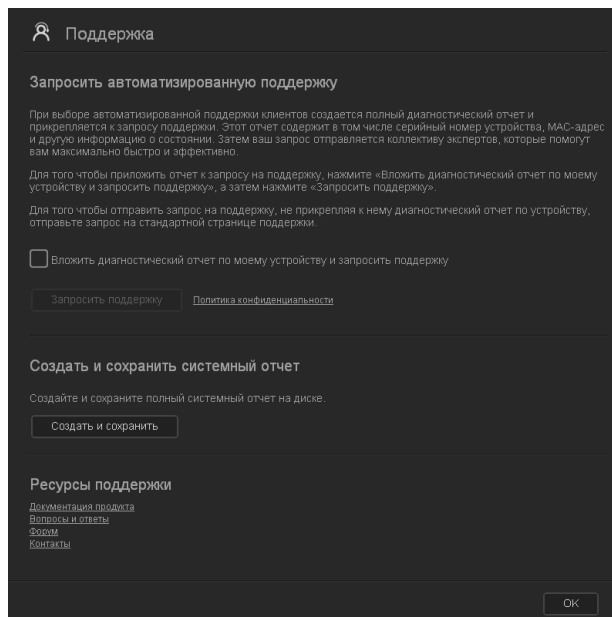 Поддержка
Запросить автоматизированную поддержку
При выборе автоматизированной поддержки клиентов создается полный диагностический отчет и
прикрепляется к запросу поддержки. Этот отчет содержит в том числе серийный номер устройства, MAC-адрес
и другую информацию о состоянии. Затем ваш запрос отправляется коллективу экспертов, которые помогут
вам максимально быстро и эффективно.
Для того чтобы приложить отчет к запросу на поддержку, нажмите «Вложить диагностический отчет по моему
устройству и запросить поддержку», а затем нажмите «Запросить поддержку».
Для того чтобы отправить запрос на поддержку, не прикрепляя к нему диагностический отчет по устройству,
отправьте запрос на стандартной странице поддержки.
Вложить диагностический отчет по моему устройству и запросить поддержку
Запросить поддержку Политика конфиденциальности
Создать и сохранить системный отчет
Создайте и сохраните полный системный отчет на диске.
Создать и сохранить
Ресурсы поддержки
Документация продукта
Вопросы и ответы
Форум
Контакты
OK